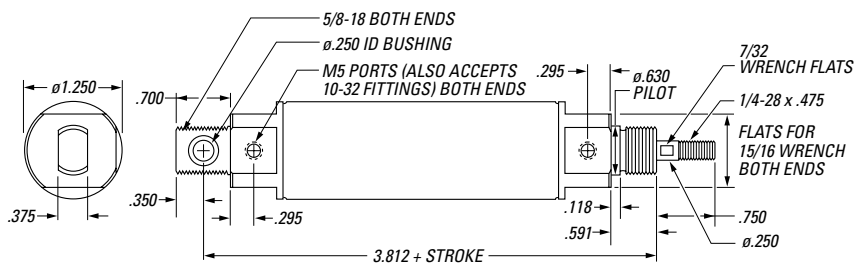 5/8-18 BOTH ENDS
ø.250 ID BUSHING
M5 PORTS (ALSO ACCEPTS
10-32 FITTINGS) BOTH ENDS
.295
ø.630
PILOT
7/32
WRENCH FLATS
1/4-28 x .475
FLATS FOR
15/16 WRENCH
BOTH ENDS
ø1.250
.700
.375
.350
.295
.118
.591
.750
ø.250
3.812 + STROKE